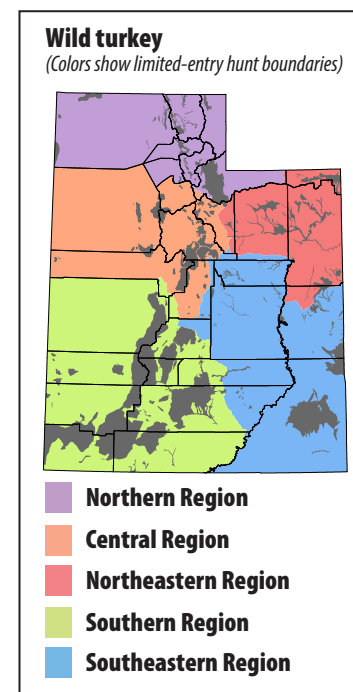 Wild turkey
(Colors show limited-entry hunt boundaries)
Northern Region
Central Region
Northeastern Region
Southern Region
Southeastern Region